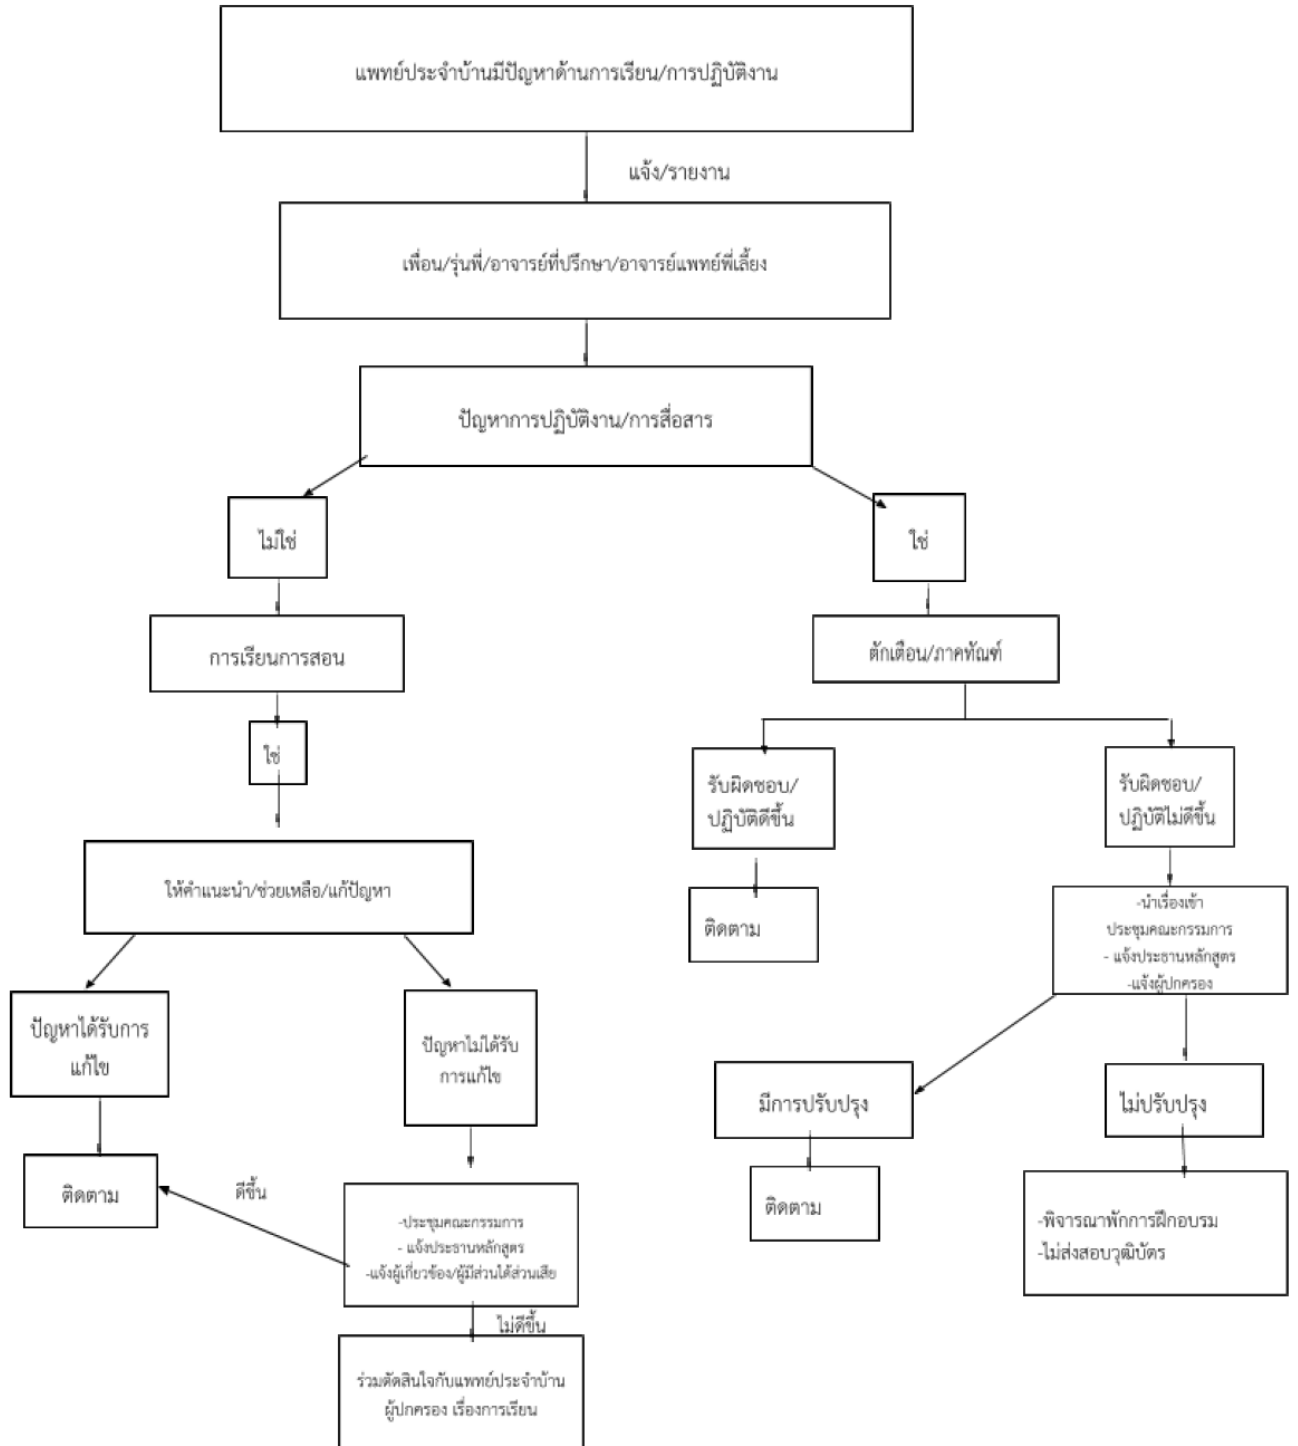 แพทย์ประจำบ้านมีปัญหาด้านการเรียน/การปฏิบัติงาน
แจ้ง/รายงาน
เพื่อน/รุ่นพี่/อาจารย์ที่ปรึกษา/อาจารย์แพทย์พี่เลี้ยง
ปัญหาการปฏิบัติงาน/การสื่อสาร
ไม่ใช่
ใช่
การเรียนการสอน
ตักเตือน/ภาคทัณฑ์
ใช่
รับผิดชอบ/
ปฏิบัติดีขึ้น
รับผิดชอบ/
ปฏิบัติไม่ดีขึ้น
ให้คำแนะนำ/ช่วยเหลือ/แก้ปัญหา
ติดตาม
-นำเรื่องเข้า
ประชุมคณะกรรมการ
- แจ้งประธานหลักสูตร
-แจ้งผู้ปกครอง
ปัญหาได้รับการ
แก้ไข
ปัญหาไม่ได้รับ
การแก้ไข
มีการปรับปรุง
ไม่ปรับปรุง
ติดตาม
ดีขึ้น
-ประชุมคณะกรรมการ
- แจ้งประธานหลักสูตร
-แจ้งผู้เกี่ยวข้อง/ผู้มีส่วนได้ส่วนเสีย
ติดตาม
-พิจารณาพักการฝึกอบรม
-ไม่ส่งสอบวุฒิบัตร
ไม่ดีขึ้น
ร่วมตัดสินใจกับแพทย์ประจำบ้าน
ผู้ปกครอง เรื่องการเรียน